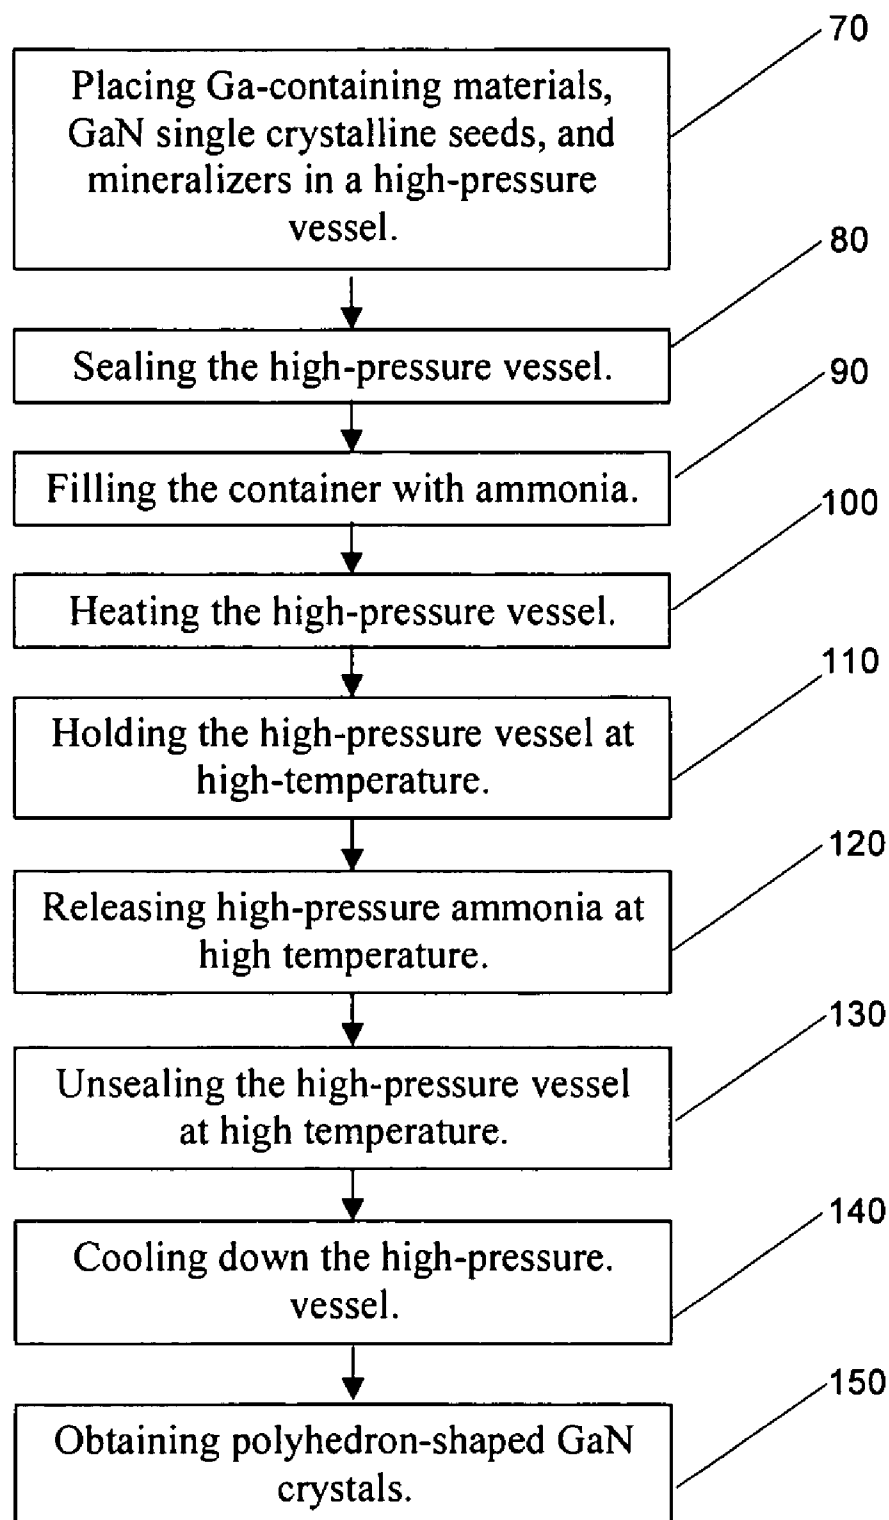 70
Placing Ga-containing materials,
GaN single crystalline seeds, and
mineralizers in a high-pressure
vessel.
80
Sealing the high-pressure vessel.
90
Filling the container with ammonia.
100
Heating the high-pressure vessel.
110
Holding the high-pressure vessel at
high-temperature.
120
Releasing high-pressure ammonia at
high temperature.
130
Unsealing the high-pressure vessel
at high temperature.
140
Cooling down the high-pressure.
vessel.
150
Obtaining polyhedron-shaped GaN
crystals.